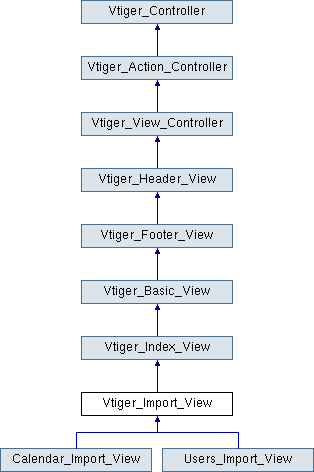 Vtiger_Controller
Vtiger_Action_Controller
Vtiger_View_Controller
Vtiger_Header_View
Vtiger_Footer_View
Vtiger_Basic_View
Vtiger_Index_View
Vtiger_Import_View
Calendar_Import_View
Users_Import_View